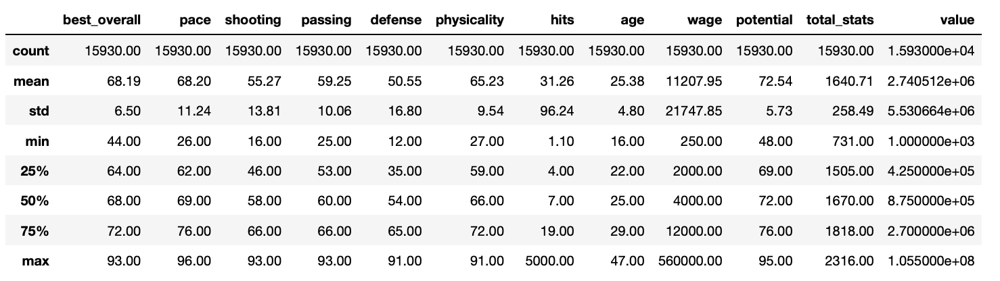 best_overall pace shooting passing defense physicality hits age wage potential total_stats value
count 15930.00 15930.00 15930.00 15930.00 15930.00 15930.00 15930.00 15930.00 15930.00 15930.00 15930.00 1.593000e+04
mean 68.19 68.20 55.27 59.25 50.55 65.23 31.26 25.38 11207.95 72.54 1640.71 2.740512e+06
std 6.50 11.24 13.81 10.06 16.80 9.54 96.24 4.80 21747.85 5.73 258.49 5.530664e+06
min 44.00 26.00 16.00 25.00 12.00 27.00 1.10 16.00 250.00 48.00 731.00 1.000000e+03
25% 64.00 62.00 46.00 53.00 35.00 59.00 4.00 22.00 2000.00 69.00 1505.00 4.250000e+05
50% 68.00 69.00 58.00 60.00 54.00 66.00 7.00 25.00 4000.00 72.00 1670.00 8.750000e+05
75% 72.00 76.00 66.00 66.00 65.00 72.00 19.00 29.00 12000.00 76.00 1818.00 2.700000e+06
max 93.00 96.00 93.00 93.00 91.00 91.00 5000.00 47.00 560000.00 95.00 2316.00 1.055000e+08